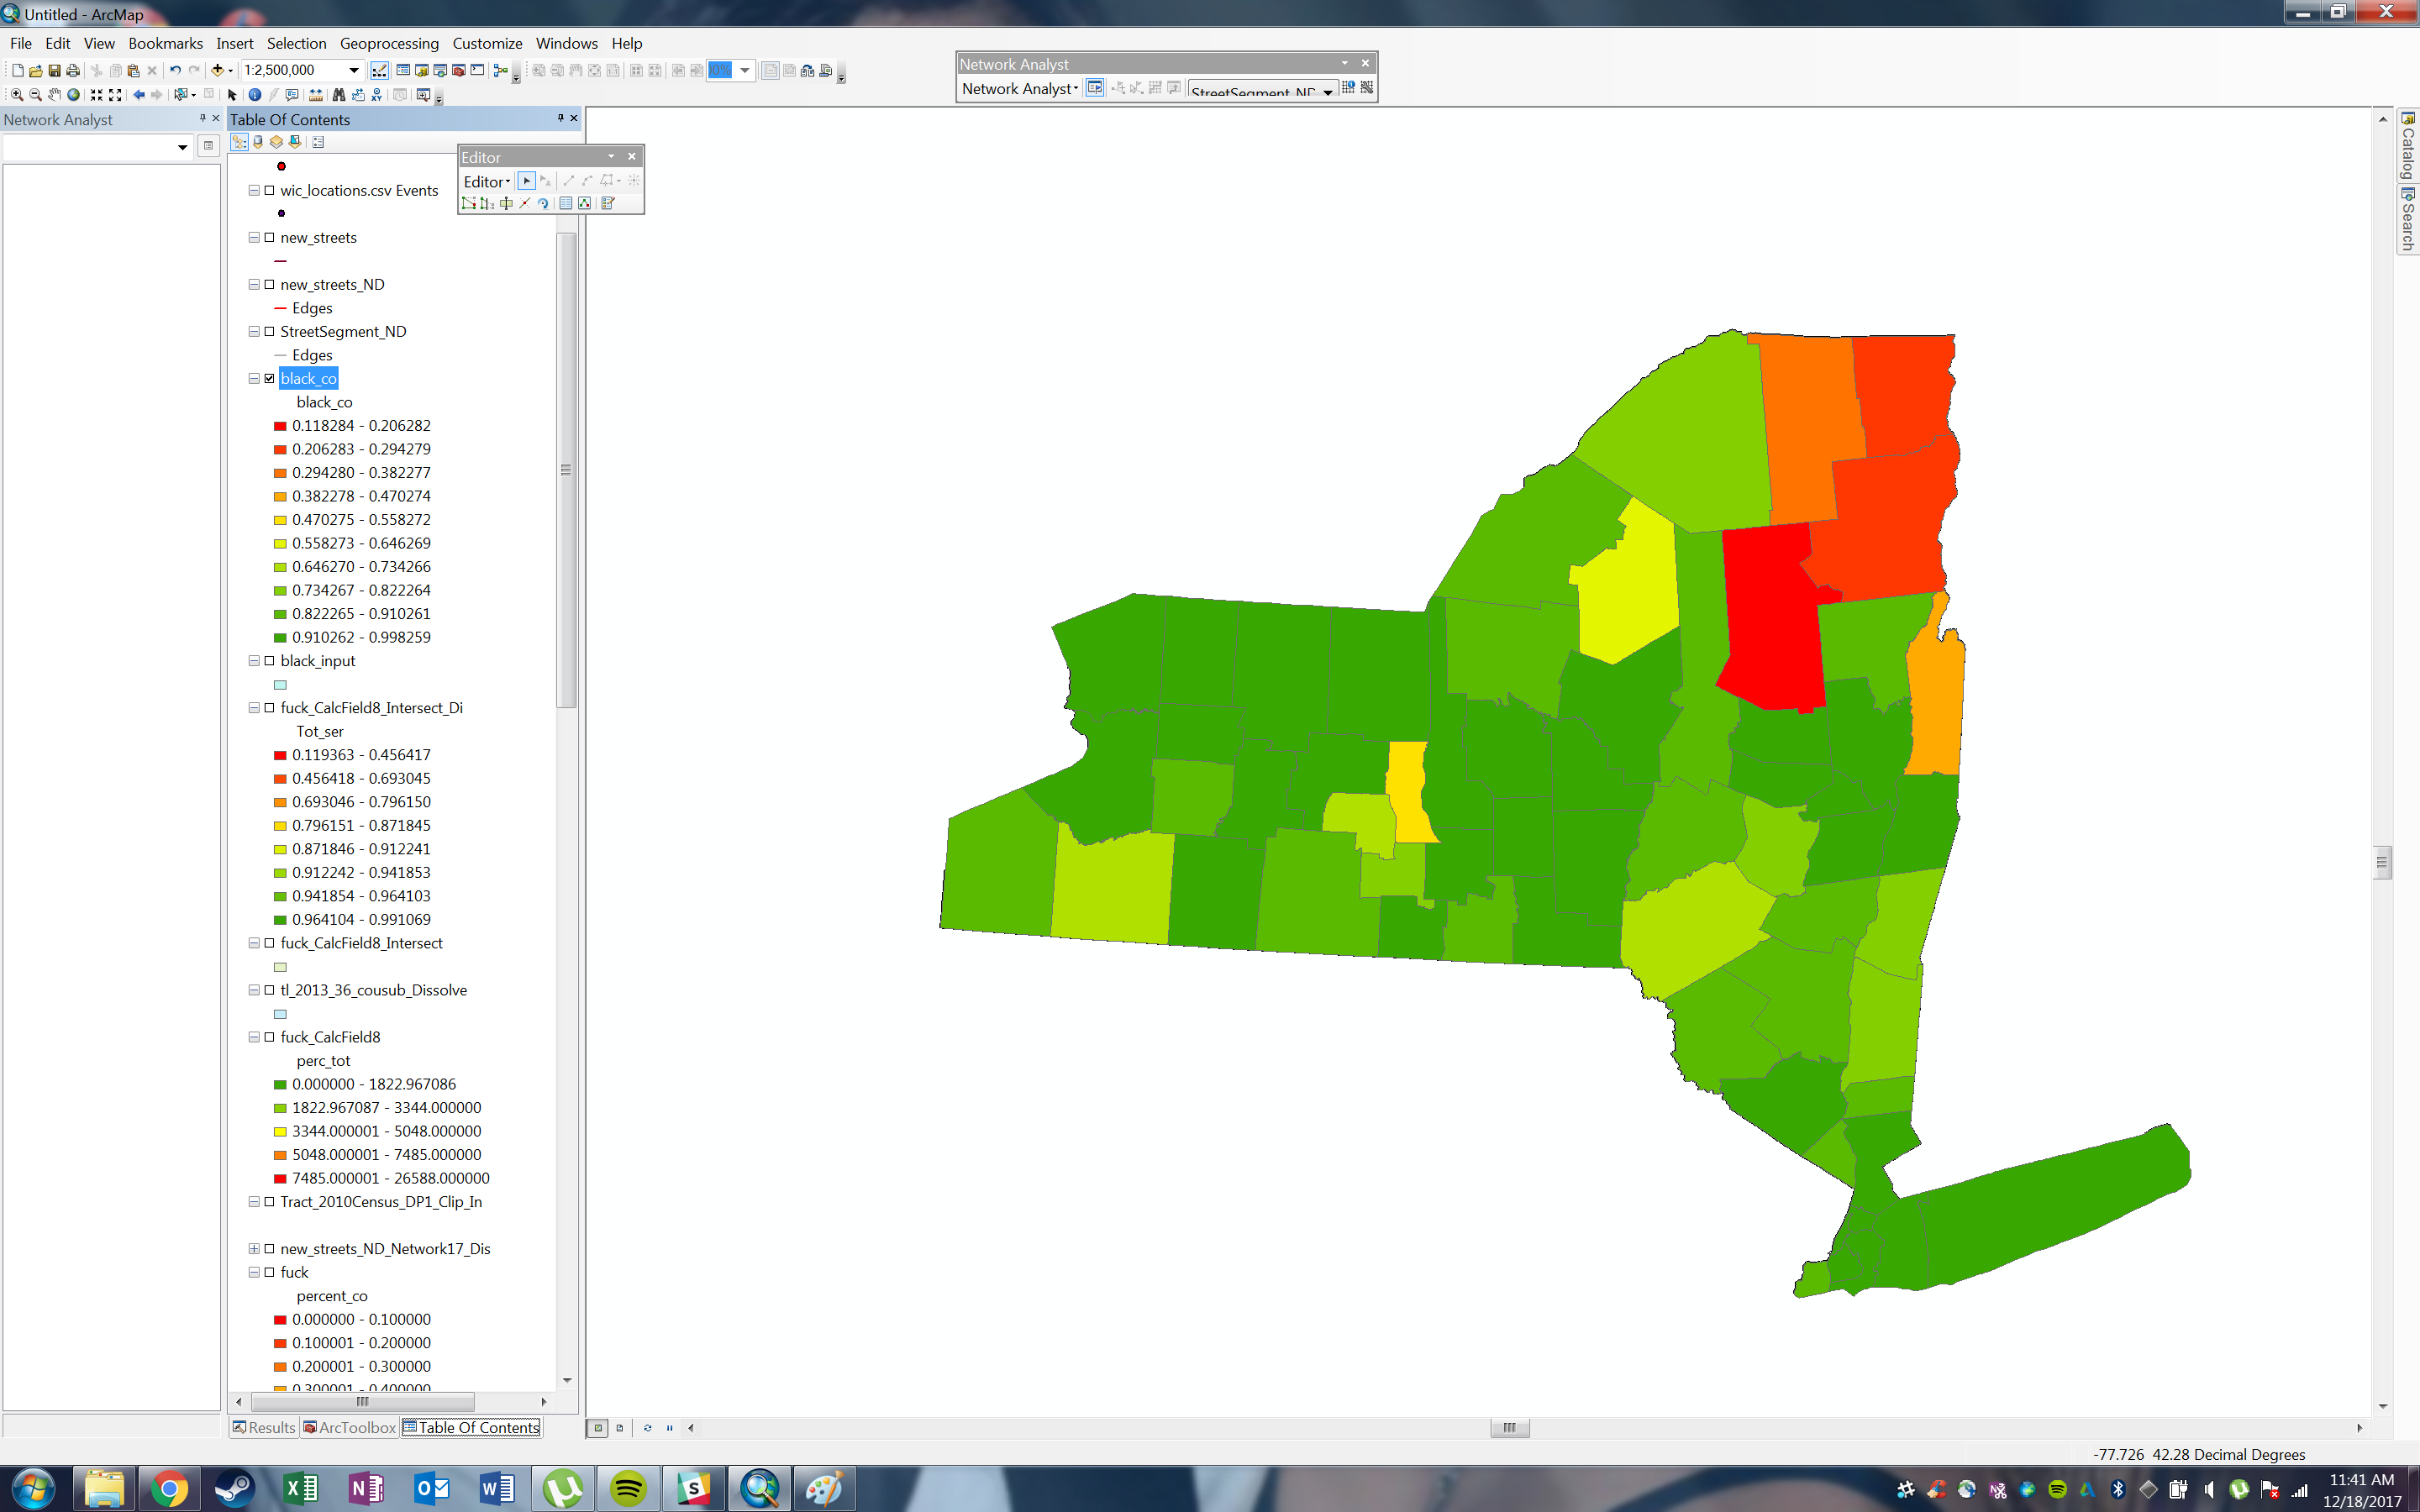 Untitled - ArcMap
File Edit View Bookmarks Insert Selection Geoprocessing Customize Windows Help
1:2,500,000
Network Analyst
Network Analyst
StreetSegment_ND
Network Analyst
Table Of Contents
Editor
Editor
wic_locations.csv Events
new_streets
new_streets_ND
Edges
StreetSegment_ND
Edges
black_co
black_co
0.118284 - 0.206282
0.206283 - 0.294279
0.294280 - 0.382277
0.382278 - 0.470274
0.470275 - 0.558272
0.558273 - 0.646269
0.646270 - 0.734266
0.734267 - 0.822264
0.822265 - 0.910261
0.910262 - 0.998259
black_input
fuck_CalcField8_Intersect_Di
Tot_ser
0.119363 - 0.456417
0.456418 - 0.693045
0.693046 - 0.796150
0.796151 - 0.871845
0.871846 - 0.912241
0.912242 - 0.941853
0.941854 - 0.964103
0.964104 - 0.991069
fuck_CalcField8_Intersect
tl_2013_36_cousub_Dissolve
fuck_CalcField8
perc_tot
0.000000 - 1822.967086
1822.967087 - 3344.000000
3344.000001 - 5048.000000
5048.000001 - 7485.000000
7485.000001 - 26588.000000
Tract_2010Census_DP1_Clip_In
new_streets_ND_Network17_Dis
fuck
percent_co
0.000000 - 0.100000
0.100001 - 0.200000
0.200001 - 0.300000
0.300001 - 0.400000
Results ArcToolbox Table Of Contents
Catalog
Search
-77.726 42.28 Decimal Degrees
11:41 AM
12/18/2017